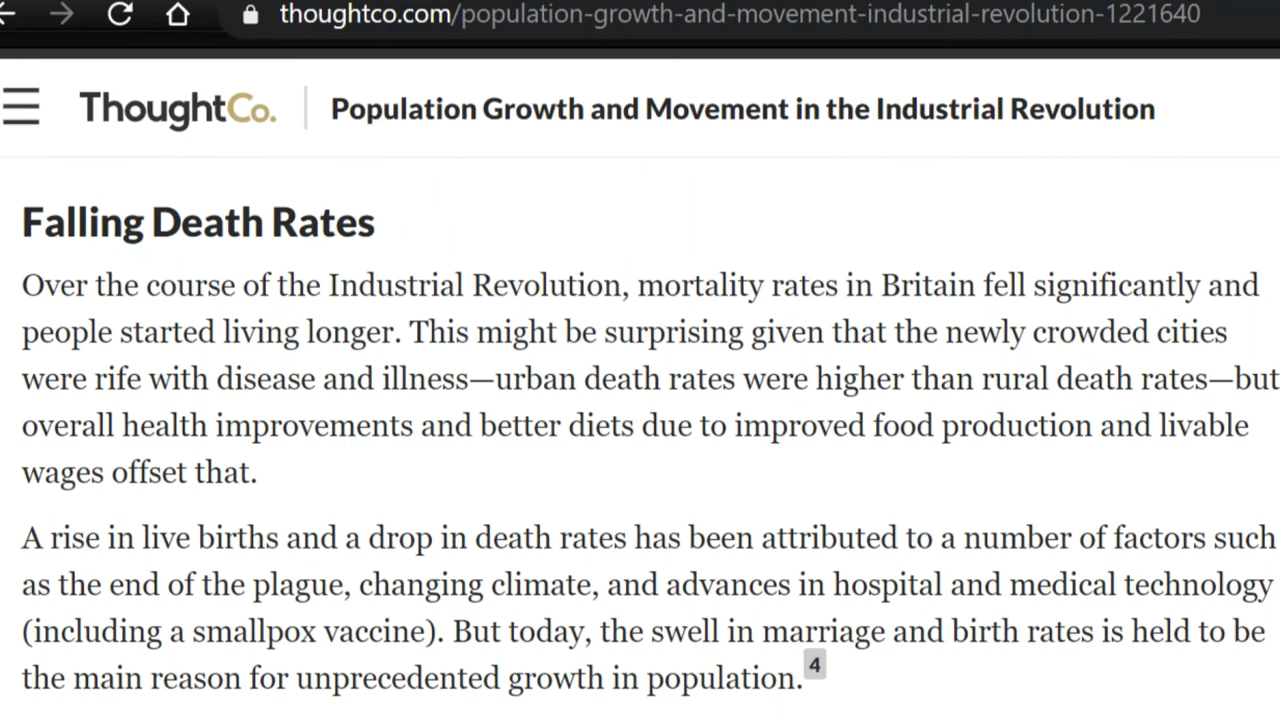 thoughtco.com/population-growth-and-movement-industrial-revolution-1221640
ThoughtCo. Population Growth and Movement in the Industrial Revolution
Falling Death Rates
Over the course of the Industrial Revolution, mortality rates in Britain fell significantly and
people started living longer. This might be surprising given that the newly crowded cities
were rife with disease and illness—urban death rates were higher than rural death rates—but
overall health improvements and better diets due to improved food production and livable
wages offset that.
A rise in live births and a drop in death rates has been attributed to a number of factors such
as the end of the plague, changing climate, and advances in hospital and medical technology
(including a smallpox vaccine). But today, the swell in marriage and birth rates is held to be
the main reason for unprecedented growth in population. 4